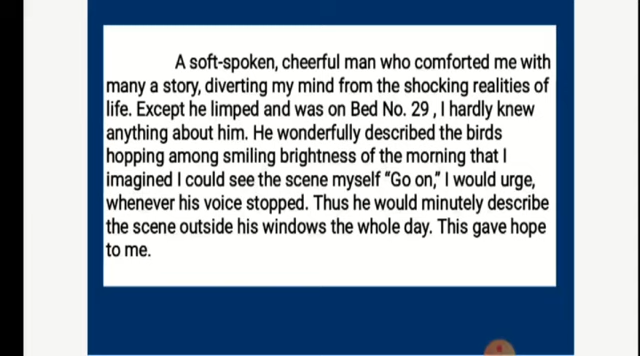 A soft-spoken, cheerful man who comforted me with
many a story, diverting my mind from the shocking realities of
life. Except he limped and was on Bed No. 29 , I hardly knew
anything about him. He wonderfully described the birds
hopping among smiling brightness of the morning that I
imagined I could see the scene myself “Go on,” I would urge,
whenever his voice stopped. Thus he would minutely describe
the scene outside his windows the whole day. This gave hope
to me.